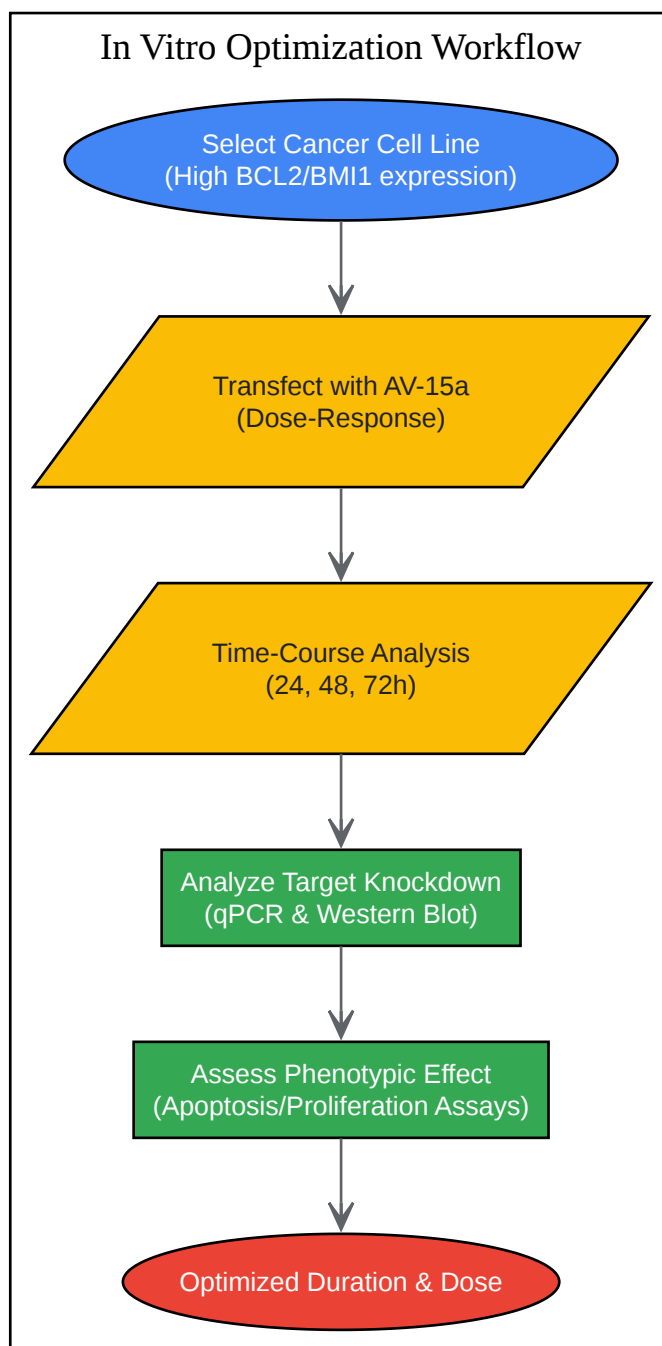 In Vitro Optimization Workflow
Select Cancer Cell Line
(High BCL2/BMI1 expression)
Transfect with AV-15a
(Dose-Response)
Time-Course Analysis
(24, 48, 72h)
Analyze Target Knockdown
(qPCR & Western Blot)
Assess Phenotypic Effect
(Apoptosis/Proliferation Assays)
Optimized Duration & Dose